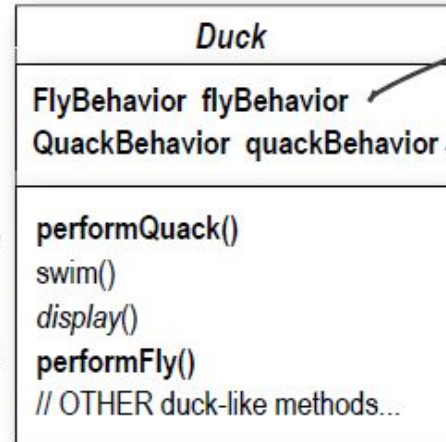 Duck
FlyBehavior flyBehavior
QuackBehavior quackBehavior
performQuack()
swim()
display()
performFly()
// OTHER duck-like methods...